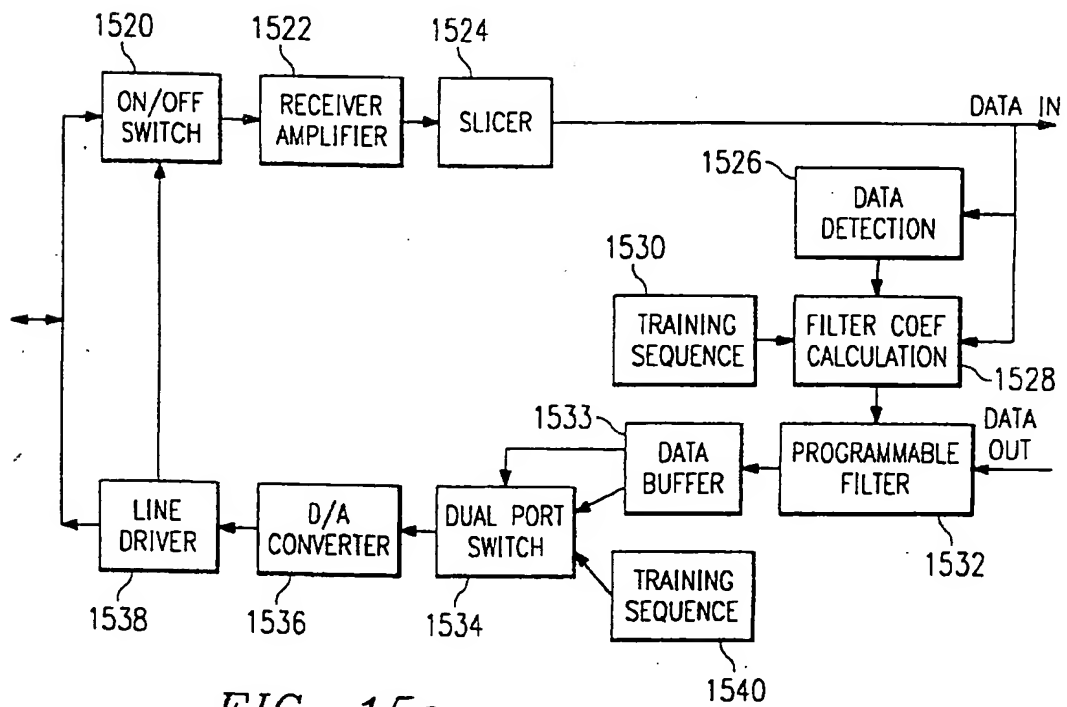 1520
1522
1524
ON/OFF
SWITCH
RECEIVER
AMPLIFIER
SLICER
DATA IN
1526
DATA
DETECTION
1530
TRAINING
SEQUENCE
FILTER COEF
CALCULATION
1528
1533
DATA
OUT
DATA
BUFFER
PROGRAMMABLE
FILTER
LINE
DRIVER
D/A
CONVERTER
DUAL PORT
SWITCH
1532
TRAINING
SEQUENCE
1538
1536
1534
1540